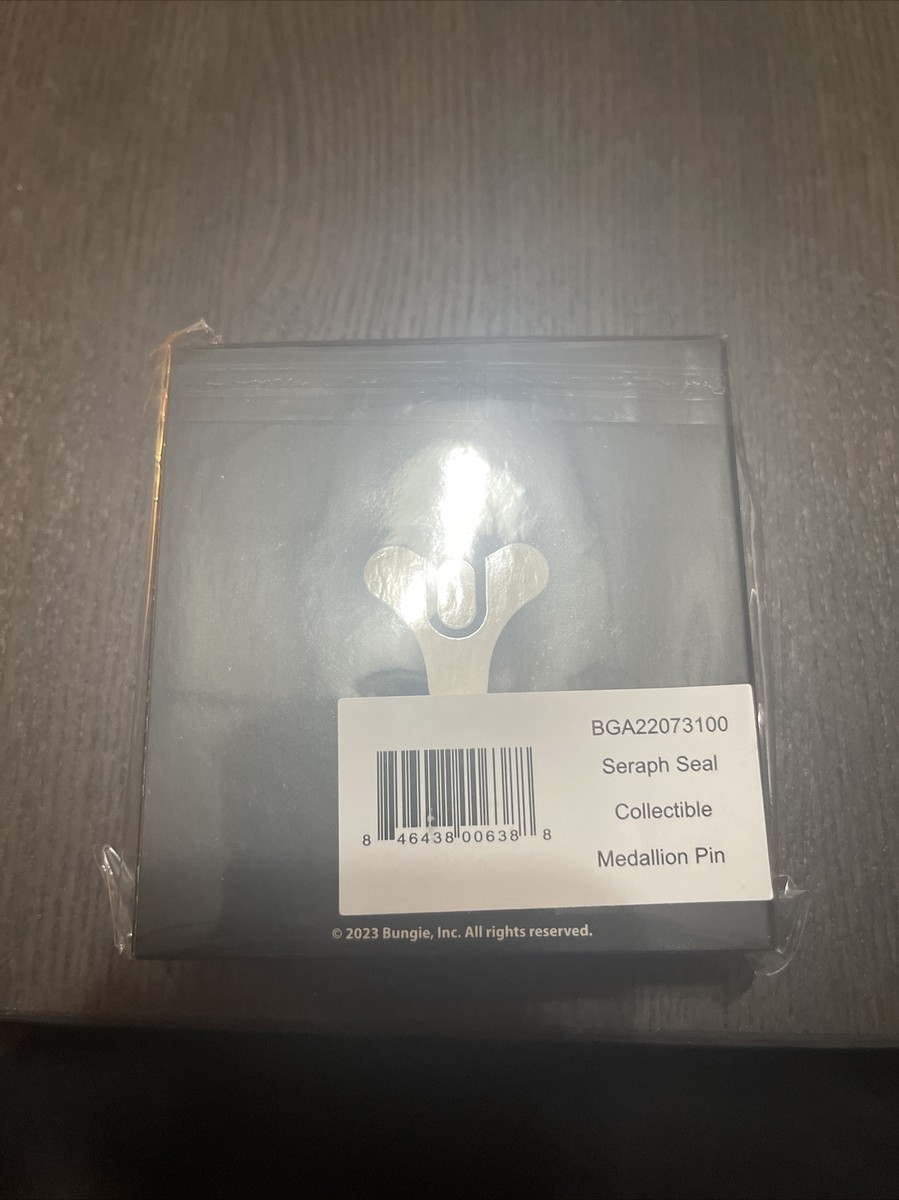 BGA22073100
Seraph Seal
Collectible
Medallion Pin
8 46438 00638 8
© 2023 Bungie, Inc. All rights reserved.